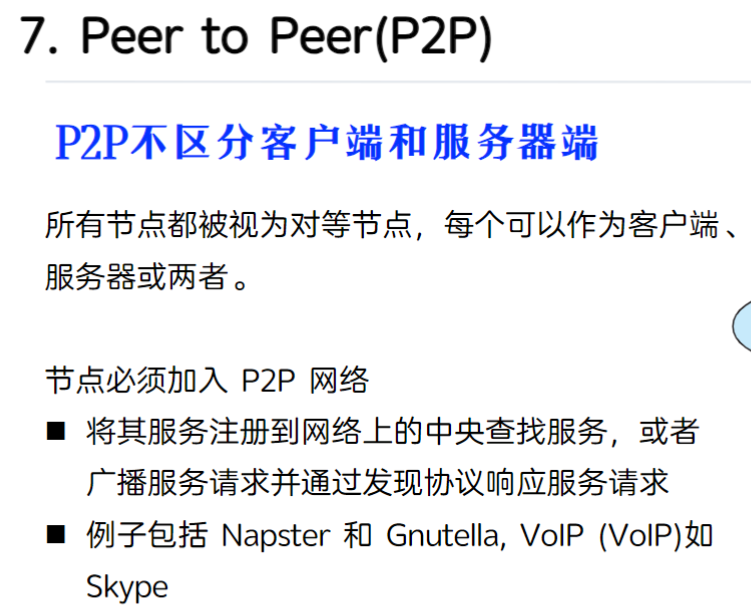 7. Peer to Peer(P2P)
P2P不区分客户端和服务器端
所有节点都被视为对等节点，每个可以作为客户端、
服务器或两者。
节点必须加入 P2P 网络
■ 将其服务注册到网络上的中央查找服务，或者
广播服务请求并通过发现协议响应服务请求
■ 例子包括 Napster 和 Gnutella, VoIP (VoIP)如
Skype